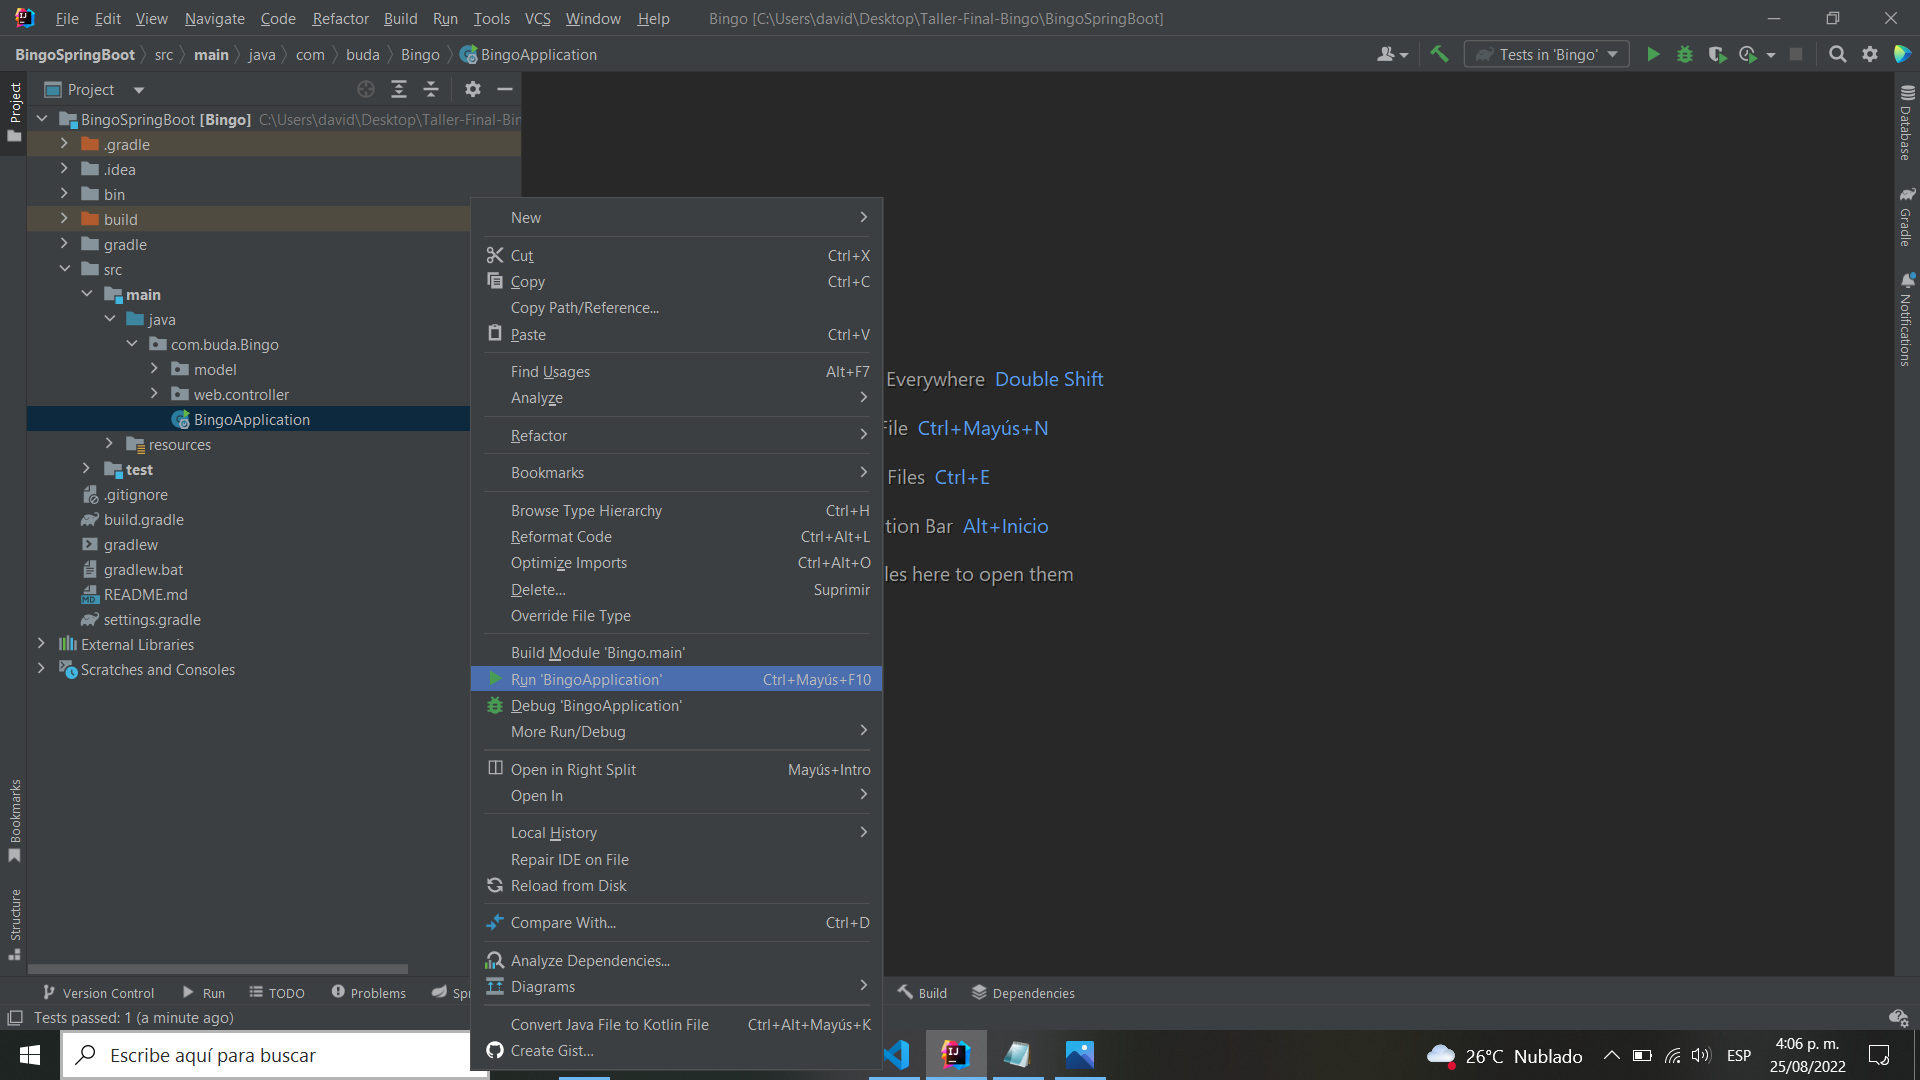 File Edit View Navigate Code Refactor Build Run Tools VCS Window Help Bingo [C:\Users\david\Desktop\Taller-Final-Bingo\BingoSpringBoot]
BingoSpringBoot src main java com buda Bingo BingoApplication Tests in 'Bingo'
Project
Project
BingoSpringBoot [Bingo] C:\Users\david\Desktop\Taller-Final-Bin
.gradle
.idea
bin
build
gradle
src
main
java
com.buda.Bingo
model
web.controller
BingoApplication
resources
test
.gitignore
build.gradle
gradlew
gradlew.bat
README.md
settings.gradle
External Libraries
Scratches and Consoles
Bookmarks
Structure
New
Cut Ctrl+X
Copy Ctrl+C
Copy Path/Reference...
Paste Ctrl+V
Find Usages Alt+F7
Analyze
Refactor
Bookmarks
Browse Type Hierarchy Ctrl+H
Reformat Code Ctrl+Alt+L
Optimize Imports Ctrl+Alt+O
Delete... Suprimir
Override File Type
Build Module 'Bingo.main'
Run 'BingoApplication' Ctrl+Mayús+F10
Debug 'BingoApplication'
More Run/Debug
Open in Right Split Mayús+Intro
Open In
Local History
Repair IDE on File
Reload from Disk
Compare With... Ctrl+D
Analyze Dependencies...
Diagrams
Convert Java File to Kotlin File Ctrl+Alt+Mayús+K
Create Gist...
Everywhere Double Shift
File Ctrl+Mayús+N
Files Ctrl+E
tion Bar Alt+Inicio
les here to open them
Database
Gradle
Notifications
Version Control Run TODO Problems Spr Build Dependencies
Tests passed: 1 (a minute ago)
Escribe aquí para buscar
26°C Nublado ESP
4:06 p. m.
25/08/2022